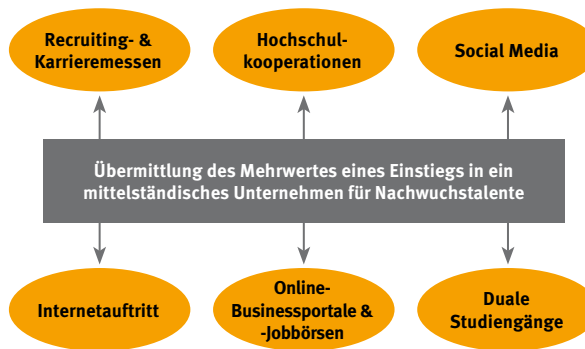 Recruiting- &
Karrieremessen
Hochschul-
kooperationen
Social Media
Übermittlung des Mehrwertes eines Einstiegs in ein
mittelständisches Unternehmen für Nachwuchstalente
Internetauftritt
Online-
Businessportale &
-Jobbörsen
Duale
Studiengänge